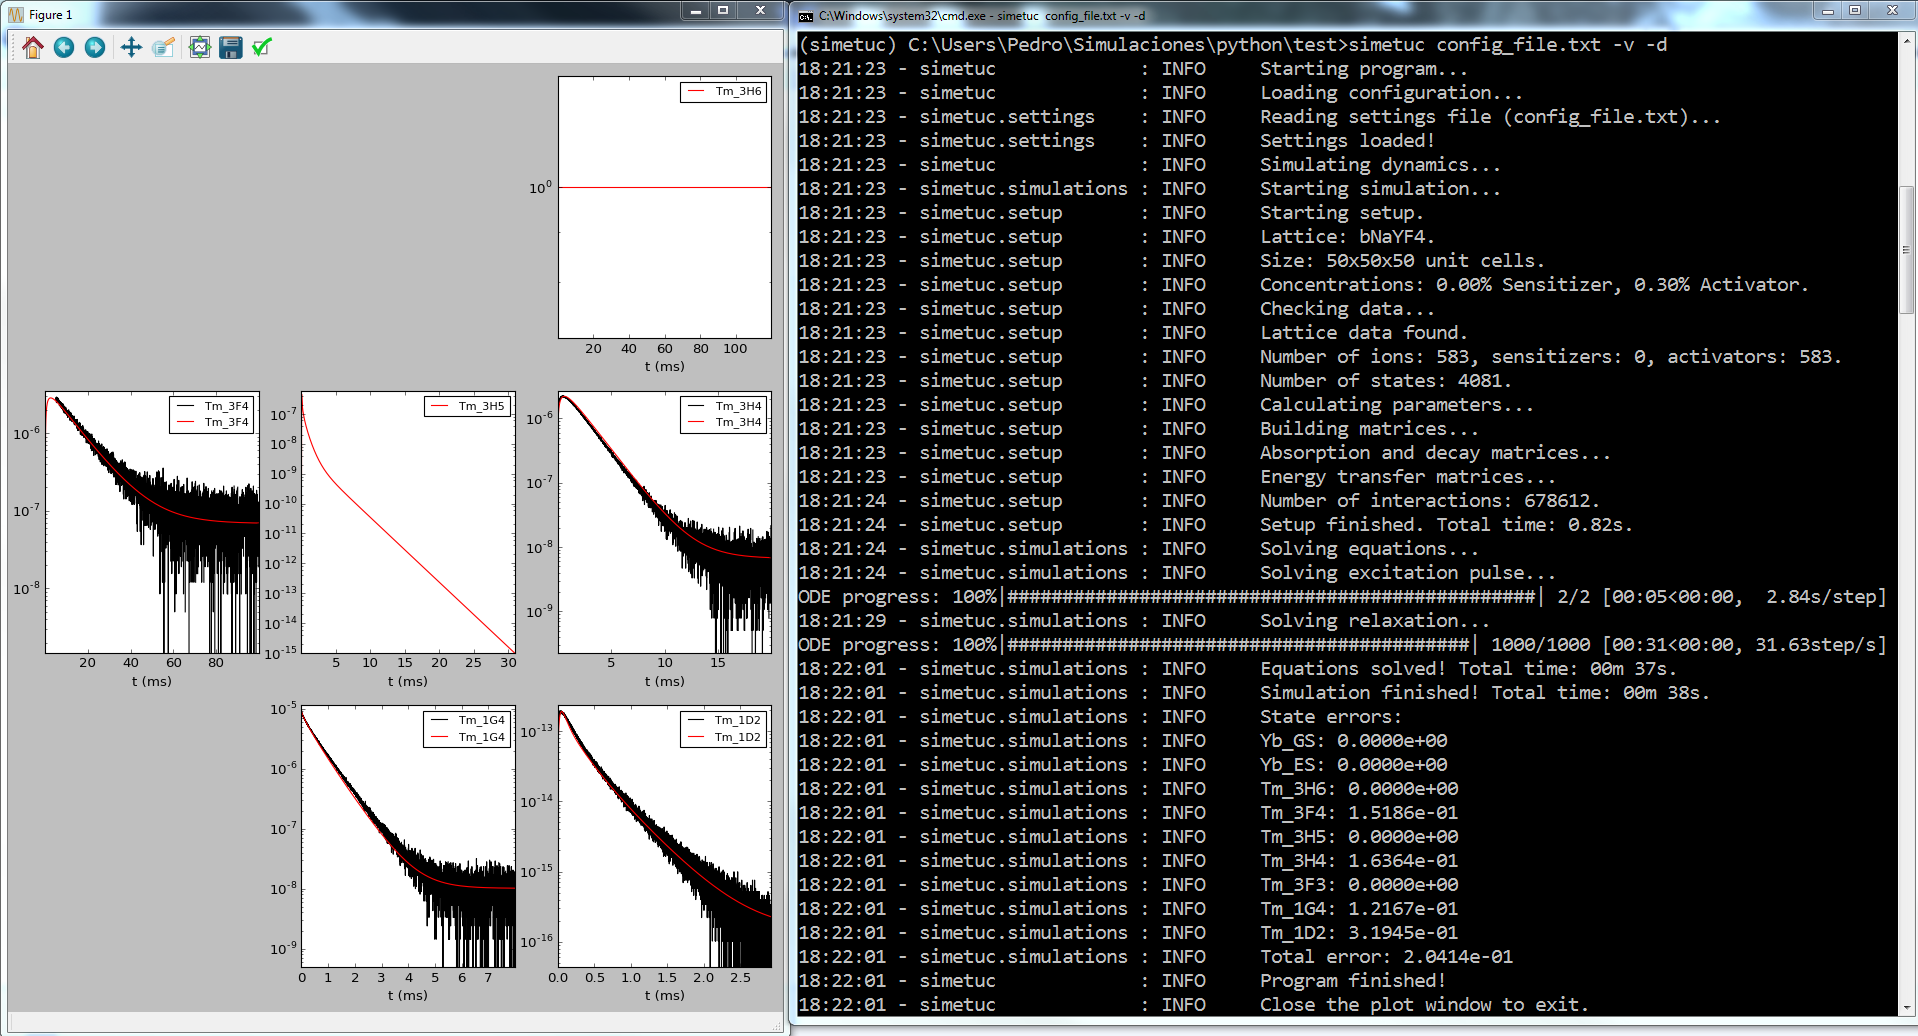 Figure 1
Tm_3H6
10^0
20 40 60 80 100
t (ms)
Tm_3F4
Tm_3F4
10^-6
10^-7
10^-8
20 40 60 80
t (ms)
Tm_3H5
10^-7
10^-8
10^-9
10^-10
10^-11
10^-12
10^-13
10^-14
10^-15
5 10 15 20 25 30
t (ms)
Tm_3H4
Tm_3H4
10^-6
10^-7
10^-8
10^-9
5 10 15
t (ms)
Tm_1G4
Tm_1G4
10^-5
10^-6
10^-7
10^-8
10^-9
0 1 2 3 4 5 6 7
t (ms)
Tm_1D2
Tm_1D2
10^-13
10^-14
10^-15
10^-16
0.0 0.5 1.0 1.5 2.0 2.5
t (ms)
C:\Windows\system32\cmd.exe - simetuc  config_file.txt -v -d
(simetuc) C:\Users\Pedro\Simulaciones\python\test>simetuc config_file.txt -v -d
18:21:23 - simetuc             : INFO     Starting program...
18:21:23 - simetuc             : INFO     Loading configuration...
18:21:23 - simetuc.settings    : INFO     Reading settings file (config_file.txt)...
18:21:23 - simetuc.settings    : INFO     Settings loaded!
18:21:23 - simetuc             : INFO     Simulating dynamics...
18:21:23 - simetuc.simulations : INFO     Starting simulation...
18:21:23 - simetuc.setup       : INFO     Starting setup.
18:21:23 - simetuc.setup       : INFO     Lattice: bNaYF4.
18:21:23 - simetuc.setup       : INFO     Size: 50x50x50 unit cells.
18:21:23 - simetuc.setup       : INFO     Concentrations: 0.00% Sensitizer, 0.30% Activator.
18:21:23 - simetuc.setup       : INFO     Checking data...
18:21:23 - simetuc.setup       : INFO     Lattice data found.
18:21:23 - simetuc.setup       : INFO     Number of ions: 583, sensitizers: 0, activators: 583.
18:21:23 - simetuc.setup       : INFO     Number of states: 4081.
18:21:23 - simetuc.setup       : INFO     Calculating parameters...
18:21:23 - simetuc.setup       : INFO     Building matrices...
18:21:23 - simetuc.setup       : INFO     Absorption and decay matrices...
18:21:23 - simetuc.setup       : INFO     Energy transfer matrices...
18:21:24 - simetuc.setup       : INFO     Number of interactions: 678612.
18:21:24 - simetuc.setup       : INFO     Setup finished. Total time: 0.82s.
18:21:24 - simetuc.simulations : INFO     Solving equations...
18:21:24 - simetuc.simulations : INFO     Solving excitation pulse...
ODE progress: 100%|################################################| 2/2 [00:05<00:00,  2.84s/step]
18:21:29 - simetuc.simulations : INFO     Solving relaxation...
ODE progress: 100%|##########################################| 1000/1000 [00:31<00:00, 31.63step/s]
18:22:01 - simetuc.simulations : INFO     Equations solved! Total time: 00m 37s.
18:22:01 - simetuc.simulations : INFO     Simulation finished! Total time: 00m 38s.
18:22:01 - simetuc.simulations : INFO     State errors:
18:22:01 - simetuc.simulations : INFO     Yb_GS: 0.0000e+00
18:22:01 - simetuc.simulations : INFO     Yb_ES: 0.0000e+00
18:22:01 - simetuc.simulations : INFO     Tm_3H6: 0.0000e+00
18:22:01 - simetuc.simulations : INFO     Tm_3F4: 1.5186e-01
18:22:01 - simetuc.simulations : INFO     Tm_3H5: 0.0000e+00
18:22:01 - simetuc.simulations : INFO     Tm_3H4: 1.6364e-01
18:22:01 - simetuc.simulations : INFO     Tm_3F3: 0.0000e+00
18:22:01 - simetuc.simulations : INFO     Tm_1G4: 1.2167e-01
18:22:01 - simetuc.simulations : INFO     Tm_1D2: 3.1945e-01
18:22:01 - simetuc.simulations : INFO     Total error: 2.0414e-01
18:22:01 - simetuc             : INFO     Program finished!
18:22:01 - simetuc             : INFO     Close the plot window to exit.